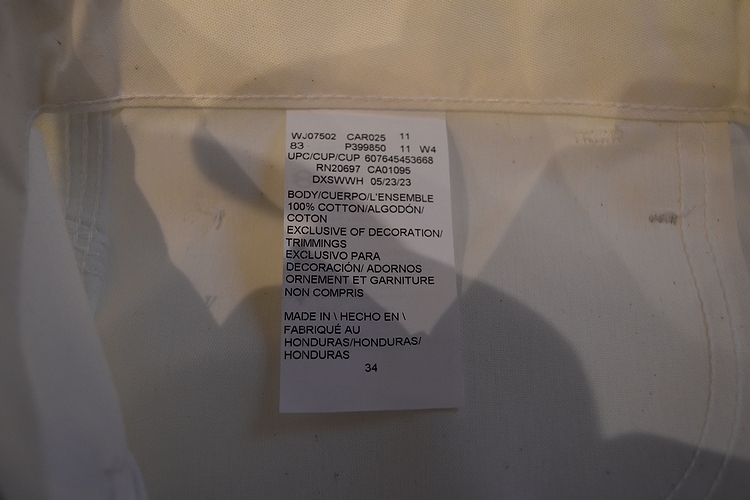 WJ07502 CAR025 11
83 P399850 11 W4
UPC/CUP/CUP 607645453668
RN20697 CA01095
DXSWWH 05/23/23
BODY/CUERPO/L'ENSEMBLE
100% COTTON/ALGODÓN/
COTON
EXCLUSIVE OF DECORATION/
TRIMMINGS
EXCLUSIVO PARA
DECORACIÓN/ ADORNOS
ORNEMENT ET GARNITURE
NON COMPRIS
MADE IN \ HECHO EN \
FABRIQUÉ AU
HONDURAS/HONDURAS/
HONDURAS
34